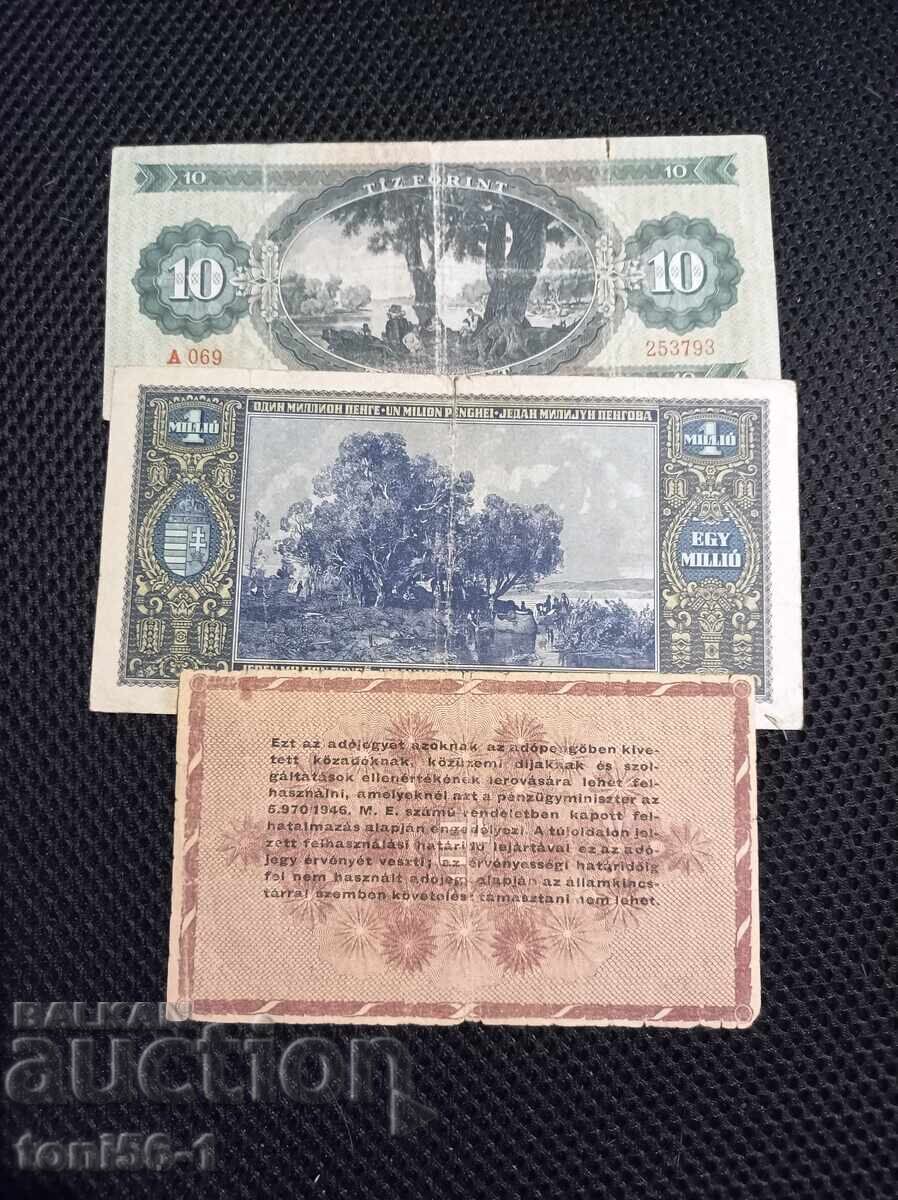 10
TÍZ FORINT
10
10
10
A 069
253793
1
MILLIÓ
ОДИН МИЛЛИОН ПЕНГЕ · UN MILION PENGHEI · ЈЕДАН МИЛИЈУН ПЕНГОВА
1
MILLIÓ
EGY
MILLIÓ
Ezt az adójegyet azoknak az adópengőben kive-
tett közadóknak, közüzemi díjaknak és szol-
gáltatások ellenértékének lerovására lehet fel-
használni, amelyeknél azt a pénzügyminiszter az
5.970/1946. M. E. számú rendeletben kapott fel-
hatalmazás alapján engedélyezi. A túloldalon jel-
zett felhasználási határidő lejártával ez az adó-
jegy érvényét veszti; az érvényességi határidőig
fel nem használt adójegy alapján az államkincs-
tárral szemben követelést támasztani nem lehet.
BALKAN
auction
toni56-1